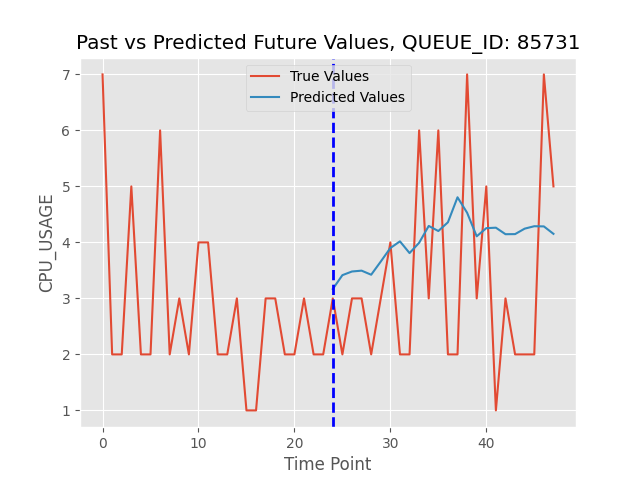 Past vs Predicted Future Values, QUEUE_ID: 85731
True Values
Predicted Values
CPU_USAGE
7
6
5
4
3
2
1
0
10
20
30
40
Time Point